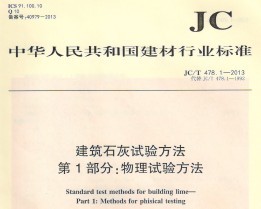 ICS 91.100.10
Q 10
备案号:40979-2013
JC
中华人民共和国建材行业标准
JC/T 478.1—2013
代替 JC/T 478.1—1992
建筑石灰试验方法
第 1 部分:物理试验方法
Standard test methods for building lime—
Part 1: Methods for phisical testing